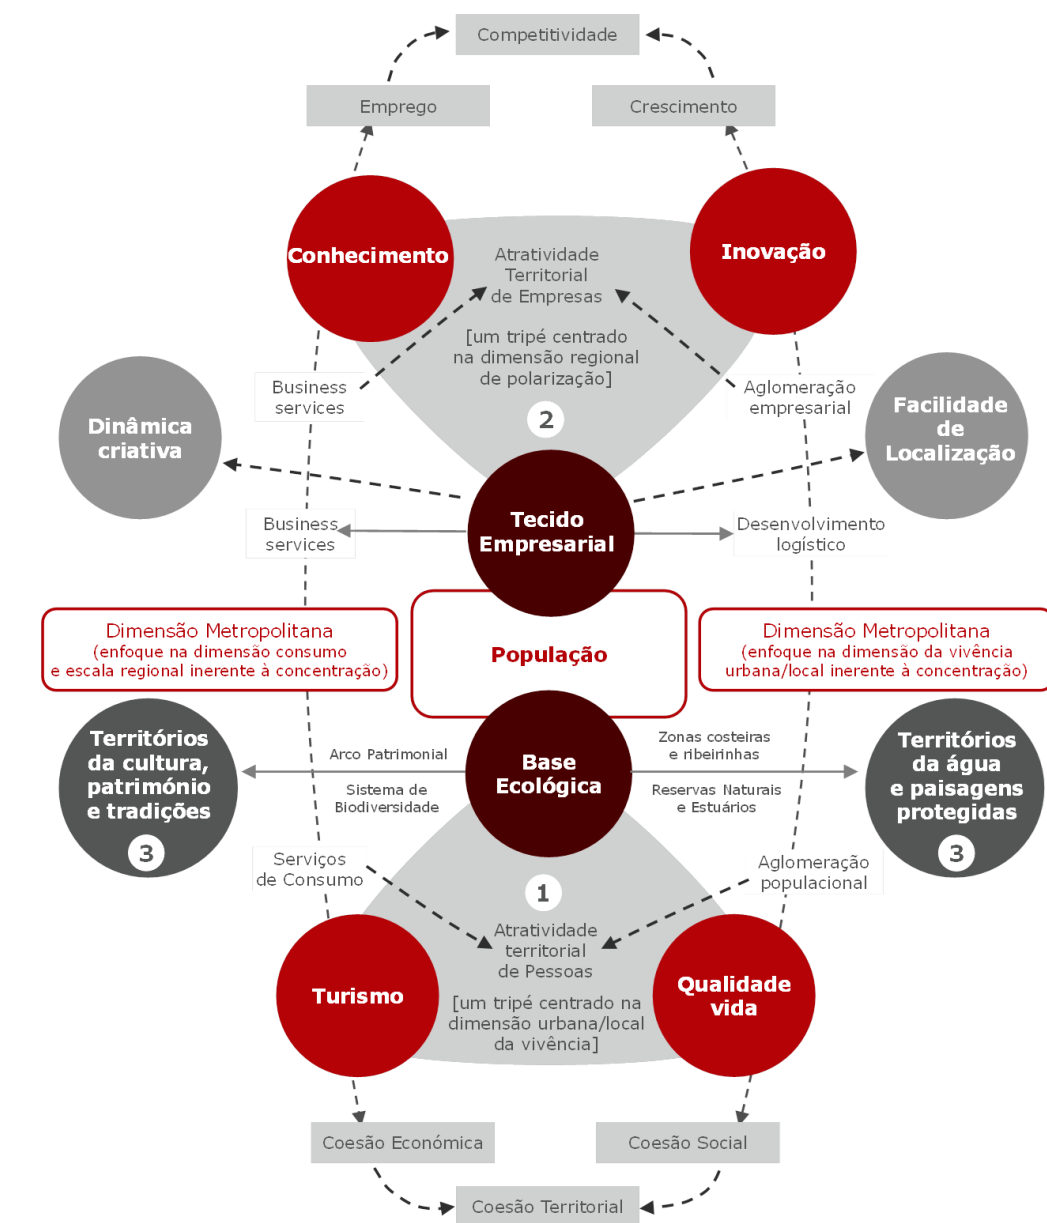 Competitividade
Emprego
Crescimento
Conhecimento
Inovação
Atratividade
Territorial
de Empresas
[um tripé centrado
na dimensão regional
de polarização]
2
Business
services
Aglomeração
empresarial
Dinâmica
criativa
Facilidade
de
Localização
Tecido
Empresarial
Business
services
Desenvolvimento
logístico
Dimensão Metropolitana
(enfoque na dimensão consumo
e escala regional inerente à concentração)
População
Dimensão Metropolitana
(enfoque na dimensão da vivência
urbana/local inerente à concentração)
Territórios
da cultura,
património
e tradições
3
Arco Patrimonial
Sistema de
Biodiversidade
Base
Ecológica
Zonas costeiras
e ribeirinhas
Reservas Naturais
e Estuários
Territórios
da água
e paisagens
protegidas
3
Serviços
de Consumo
1
Aglomeração
populacional
Atratividade
territorial
de Pessoas
[um tripé centrado na
dimensão urbana/local
da vivência]
Turismo
Qualidade
vida
Coesão Económica
Coesão Social
Coesão Territorial